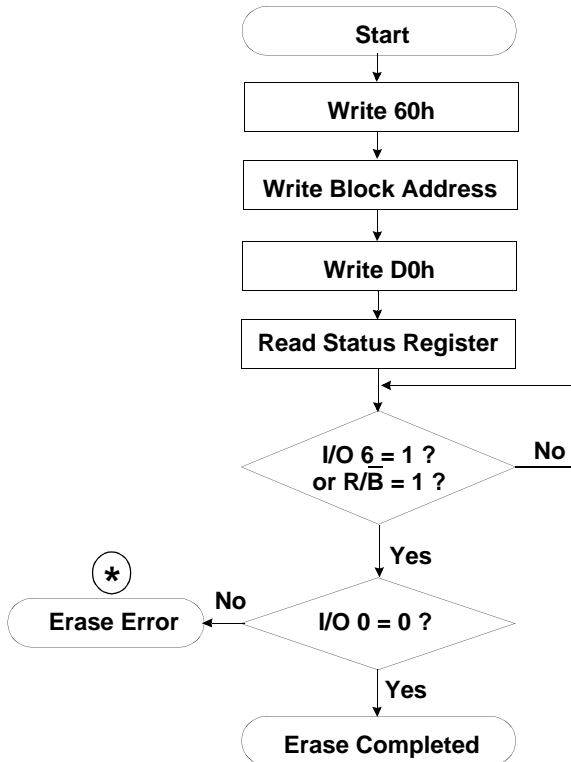 Start
Write 60h
Write Block Address
Write D0h
Read Status Register
I/O 6 = 1 ?
or R/B̅ = 1 ?
No
Yes
*
No
Erase Error
I/O 0 = 0 ?
Yes
Erase Completed